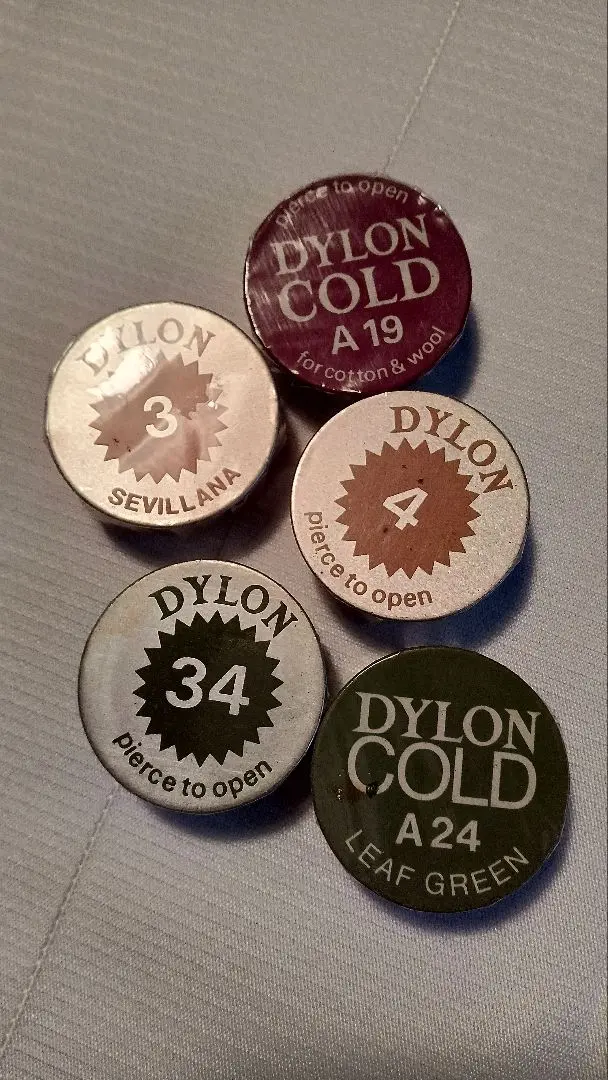 pierce to open
DYLON
COLD
A 19
for cotton & wool
DYLON
3
SEVILLANA
DYLON
4
pierce to open
DYLON
34
pierce to open
DYLON
COLD
A 24
LEAF GREEN